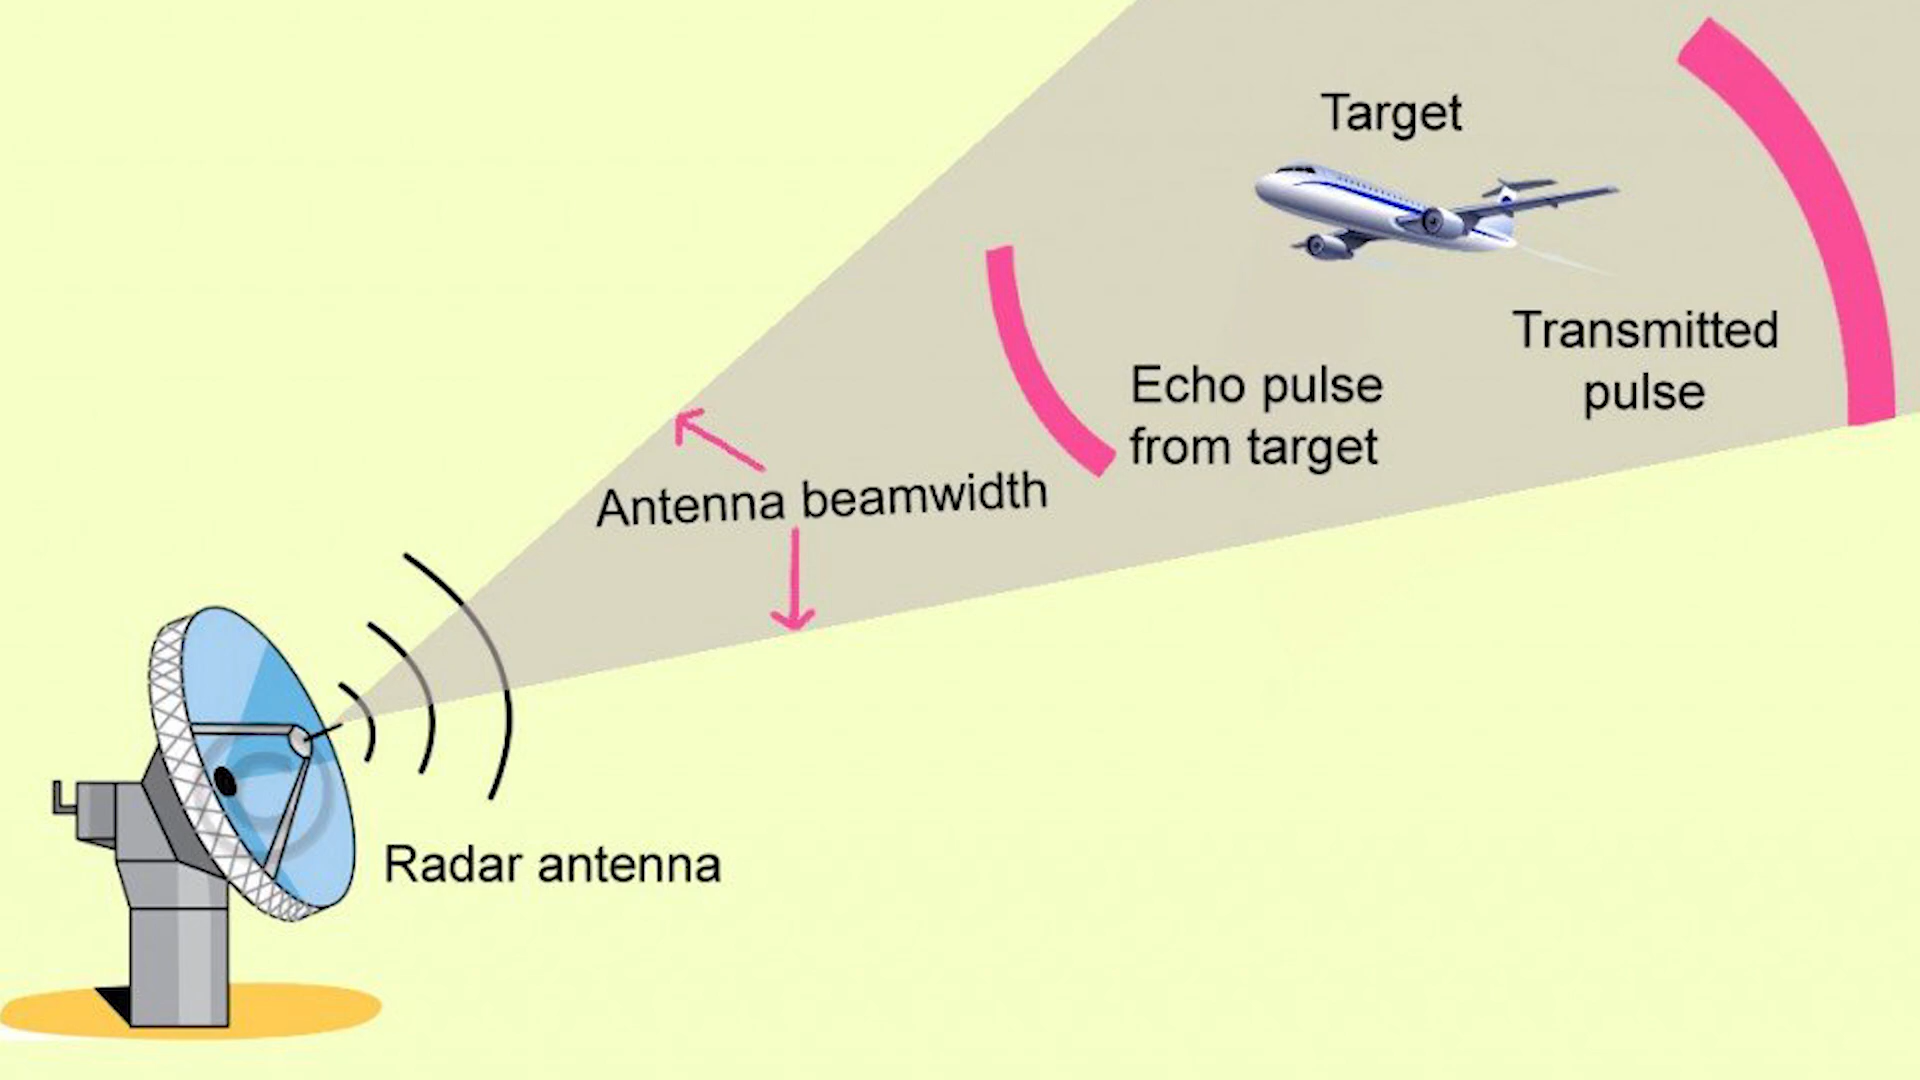 Target
Transmitted
pulse
Echo pulse
from target
Antenna beamwidth
Radar antenna